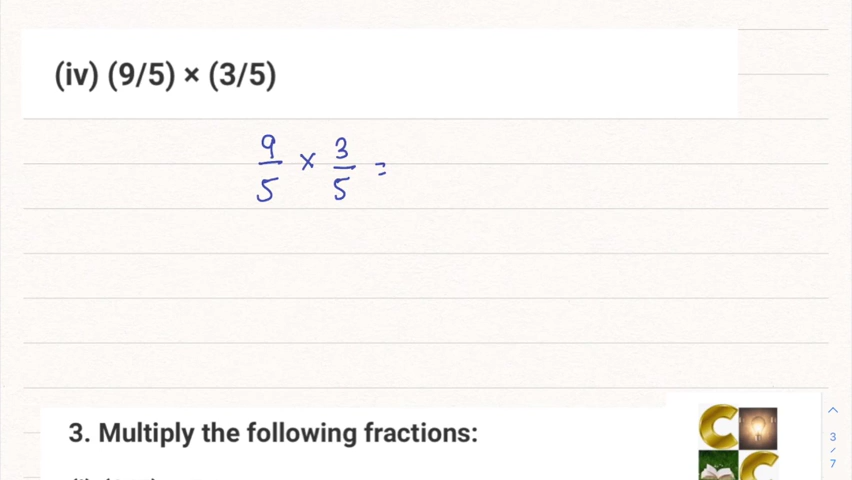 (iv) (9/5) × (3/5)
9/5 × 3/5 =
3. Multiply the following fractions:
3
/
7